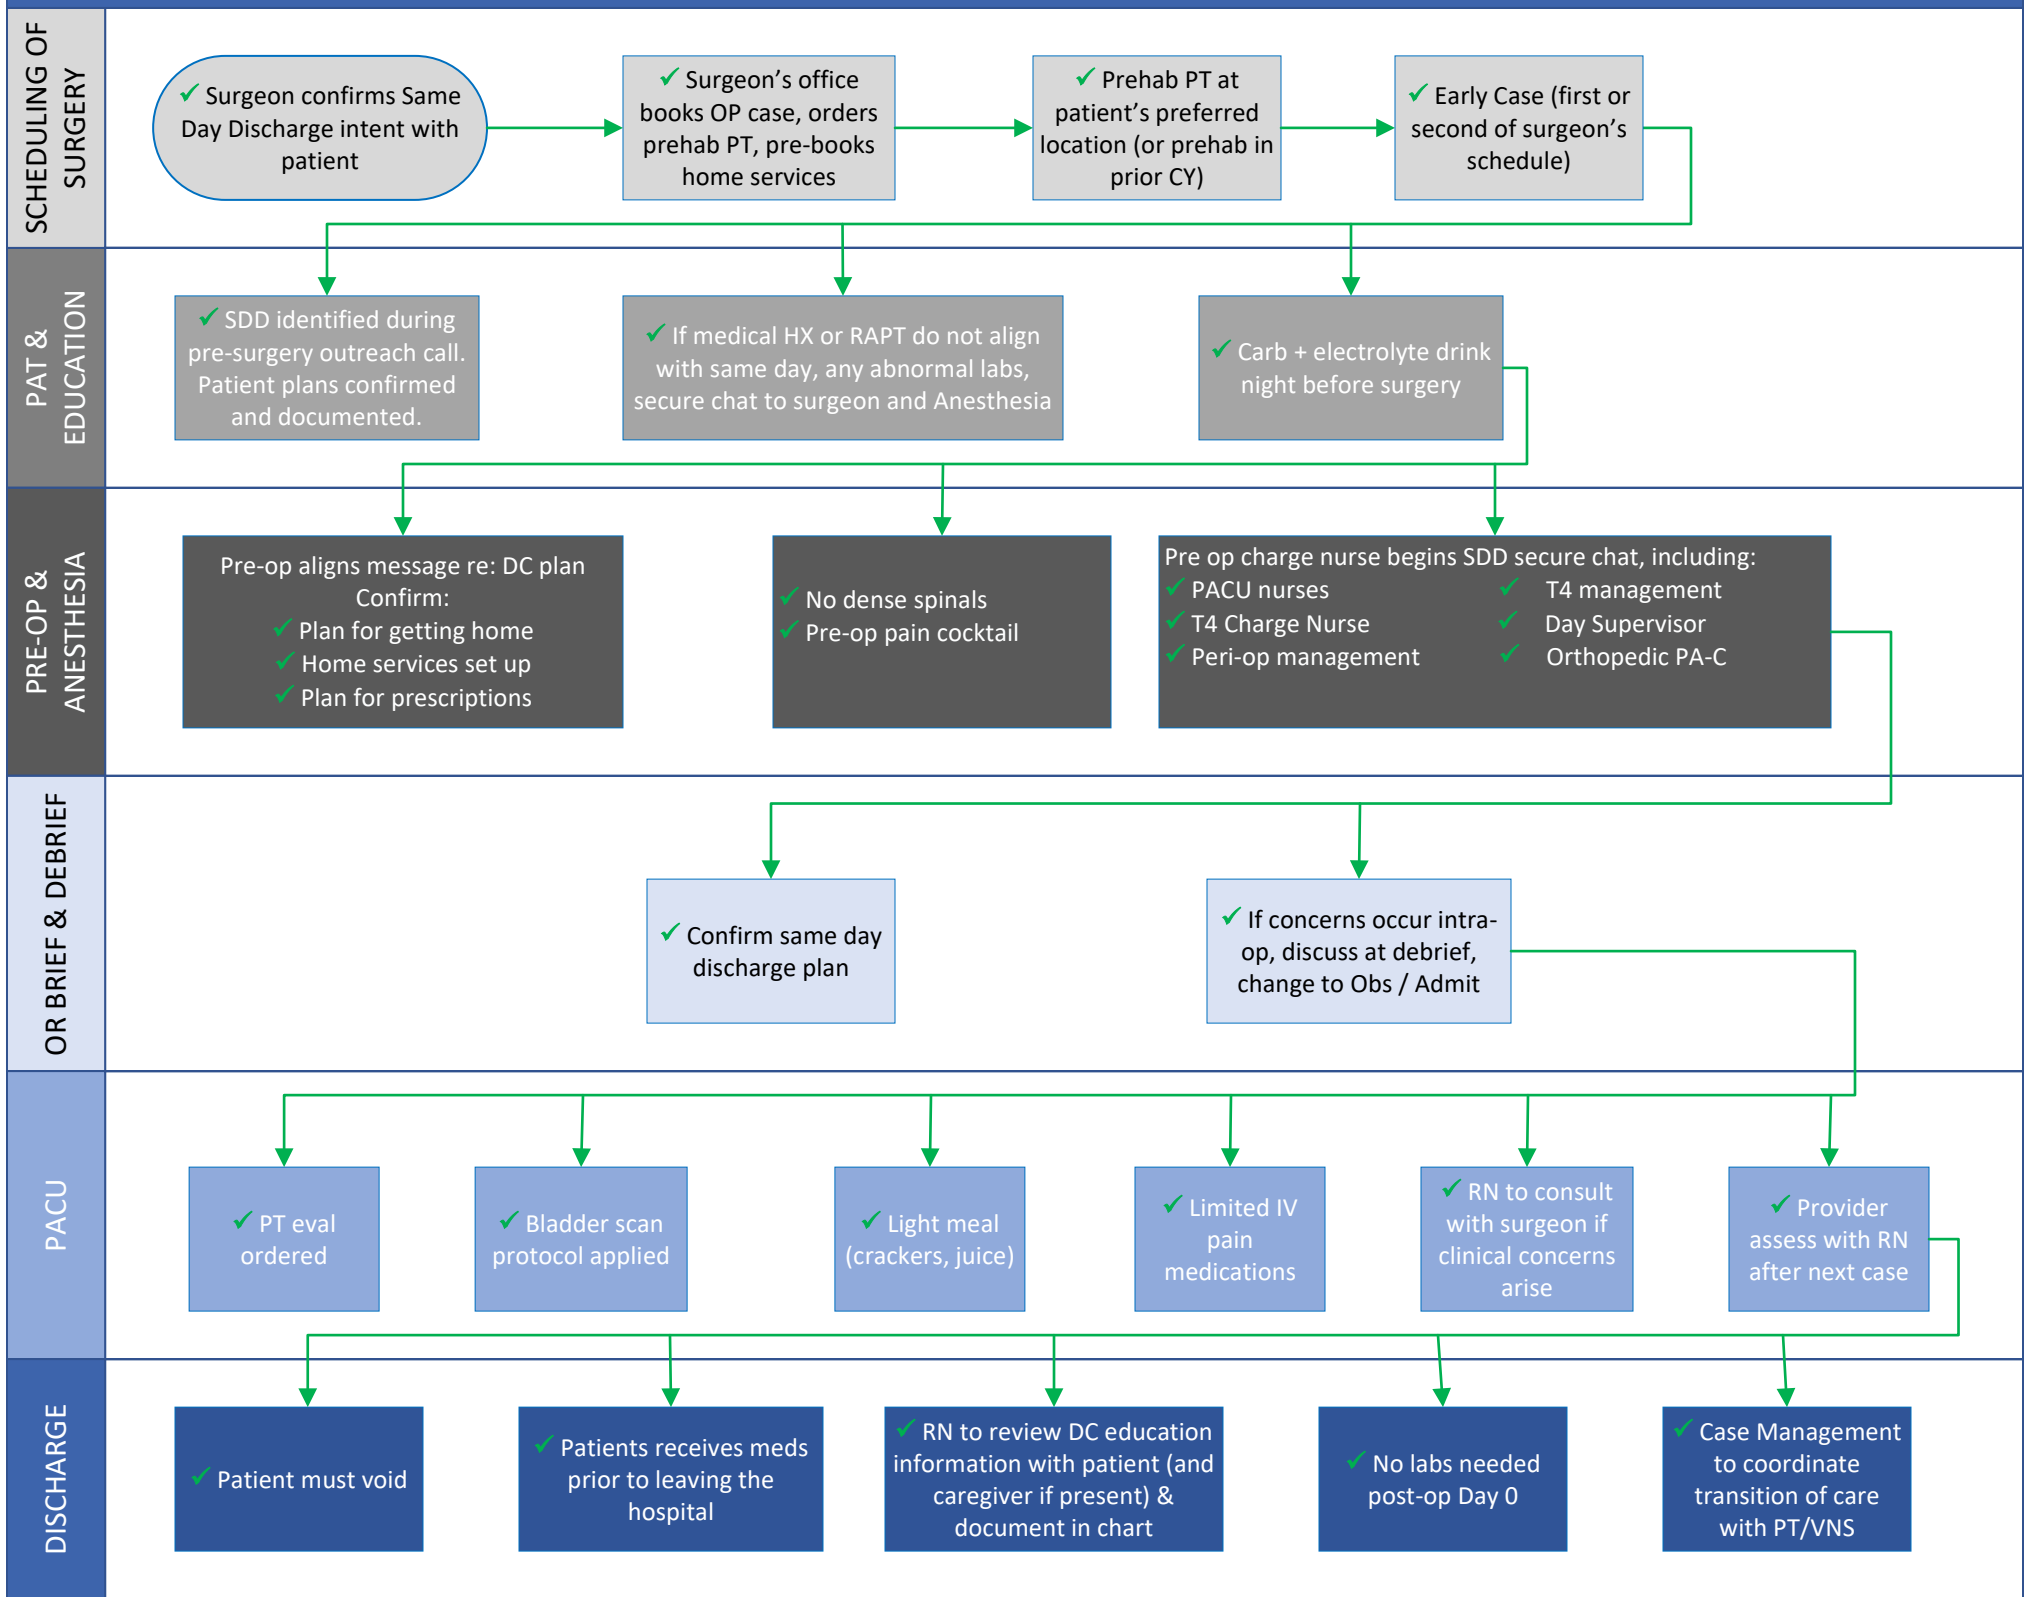 SCHEDULING OF
SURGERY
✓ Surgeon confirms Same
Day Discharge intent with
patient
✓ Surgeon's office
books OP case, orders
prehab PT, pre-books
home services
✓ Prehab PT at
patient's preferred
location (or prehab in
prior CY)
✓ Early Case (first or
second of surgeon's
schedule)
PAT &
EDUCATION
✓ SDD identified during
pre-surgery outreach call.
Patient plans confirmed
and documented.
✓ If medical HX or RAPT do not align
with same day, any abnormal labs,
secure chat to surgeon and Anesthesia
✓ Carb + electrolyte drink
night before surgery
PRE-OP &
ANESTHESIA
Pre-op aligns message re: DC plan
Confirm:
✓ Plan for getting home
✓ Home services set up
✓ Plan for prescriptions
✓ No dense spinals
✓ Pre-op pain cocktail
Pre op charge nurse begins SDD secure chat, including:
✓ PACU nurses ✓ T4 management
✓ T4 Charge Nurse ✓ Day Supervisor
✓ Peri-op management ✓ Orthopedic PA-C
OR BRIEF & DEBRIEF
✓ Confirm same day
discharge plan
✓ If concerns occur intra-
op, discuss at debrief,
change to Obs / Admit
PACU
✓ PT eval
ordered
✓ Bladder scan
protocol applied
✓ Light meal
(crackers, juice)
✓ Limited IV
pain
medications
✓ RN to consult
with surgeon if
clinical concerns
arise
✓ Provider
assess with RN
after next case
DISCHARGE
✓ Patient must void
✓ Patients receives meds
prior to leaving the
hospital
✓ RN to review DC education
information with patient (and
caregiver if present) &
document in chart
✓ No labs needed
post-op Day 0
✓ Case Management
to coordinate
transition of care
with PT/VNS